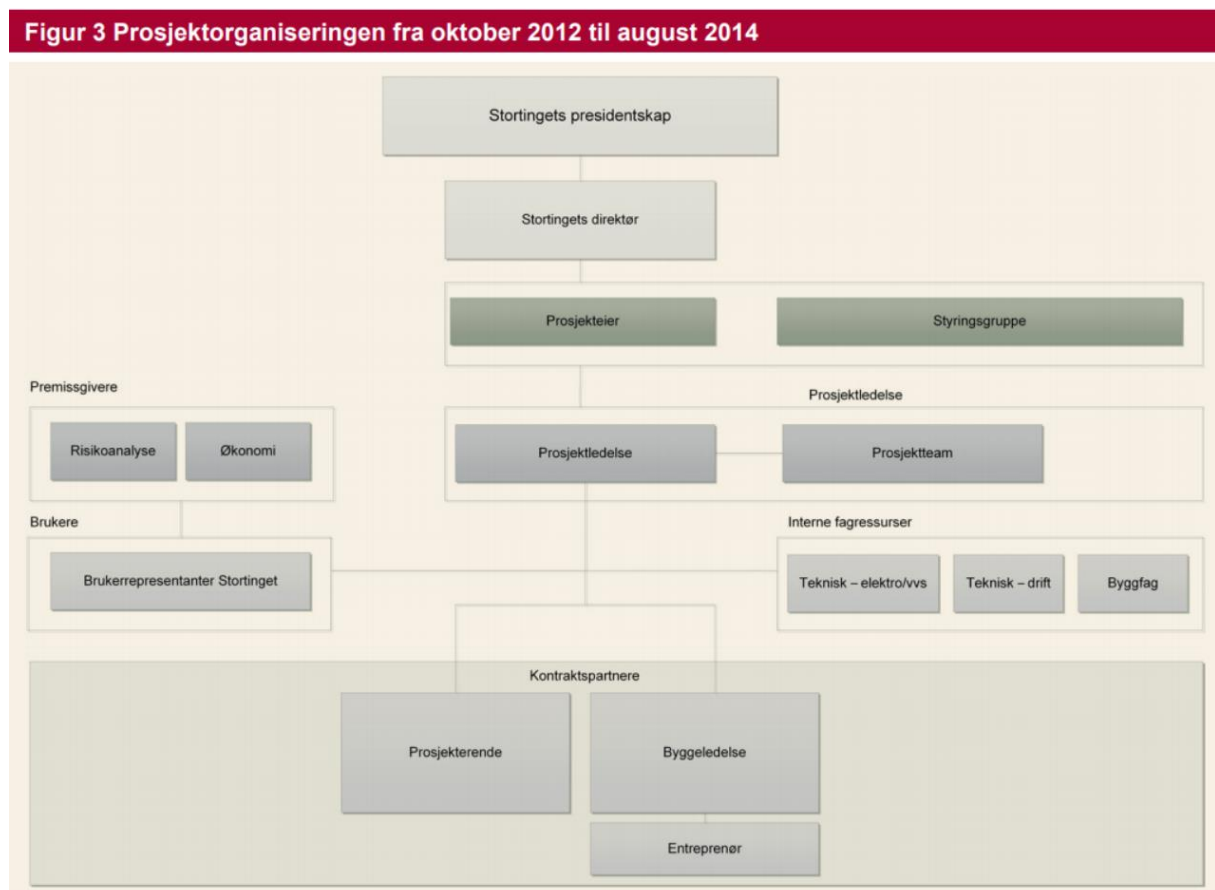 Figur 3 Prosjektorganiseringen fra oktober 2012 til august 2014
Stortingets presidentskap
Stortingets direktør
Prosjekteier
Styringsgruppe
Premissgivere
Prosjektledelse
Risikoanalyse
Økonomi
Prosjektledelse
Prosjektteam
Brukere
Interne fagressurser
Brukerrepresentanter Stortinget
Teknisk – elektro/vvs
Teknisk – drift
Byggfag
Kontraktspartnere
Prosjekterende
Byggeledelse
Entreprenør